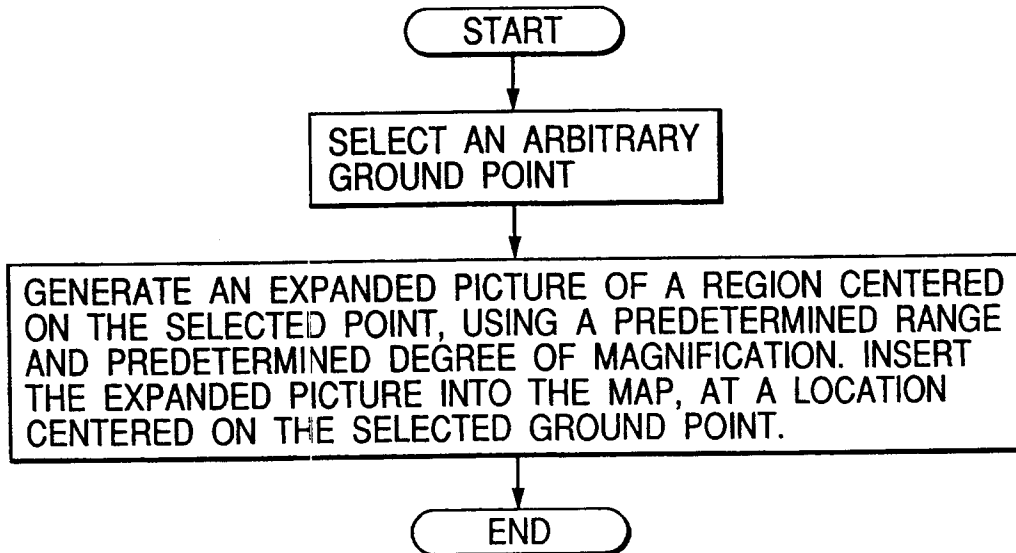 START
SELECT AN ARBITRARY
GROUND POINT
GENERATE AN EXPANDED PICTURE OF A REGION CENTERED
ON THE SELECTED POINT, USING A PREDETERMINED RANGE
AND PREDETERMINED DEGREE OF MAGNIFICATION. INSERT
THE EXPANDED PICTURE INTO THE MAP, AT A LOCATION
CENTERED ON THE SELECTED GROUND POINT.
END